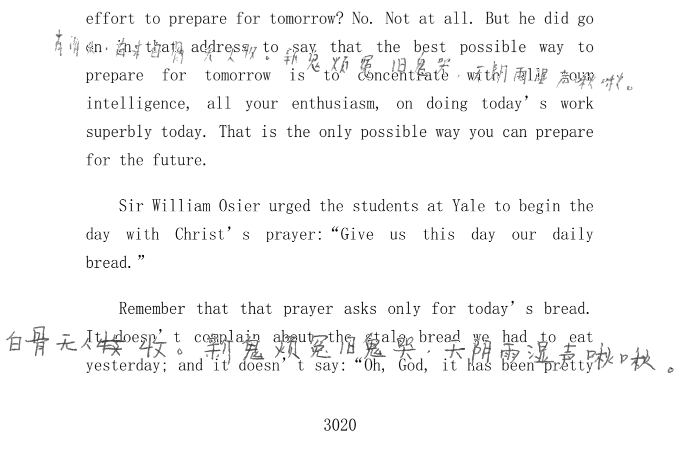 effort to prepare for tomorrow? No. Not at all. But he did go
on in that address to say that the best possible way to
新鬼烦冤旧鬼哭.天阴雨湿声啾啾。
prepare for tomorrow is to concentrate with all your
intelligence, all your enthusiasm, on doing today’s work
superbly today. That is the only possible way you can prepare
for the future.
Sir William Osier urged the students at Yale to begin the
day with Christ’s prayer:“Give us this day our daily
bread.”
Remember that that prayer asks only for today’s bread.
It doesn’t complain about the stale bread we had to eat
白骨无人收。新鬼烦冤旧鬼哭.天阴雨湿声啾啾。
yesterday; and it doesn’t say:“Oh, God, it has been pretty
3020